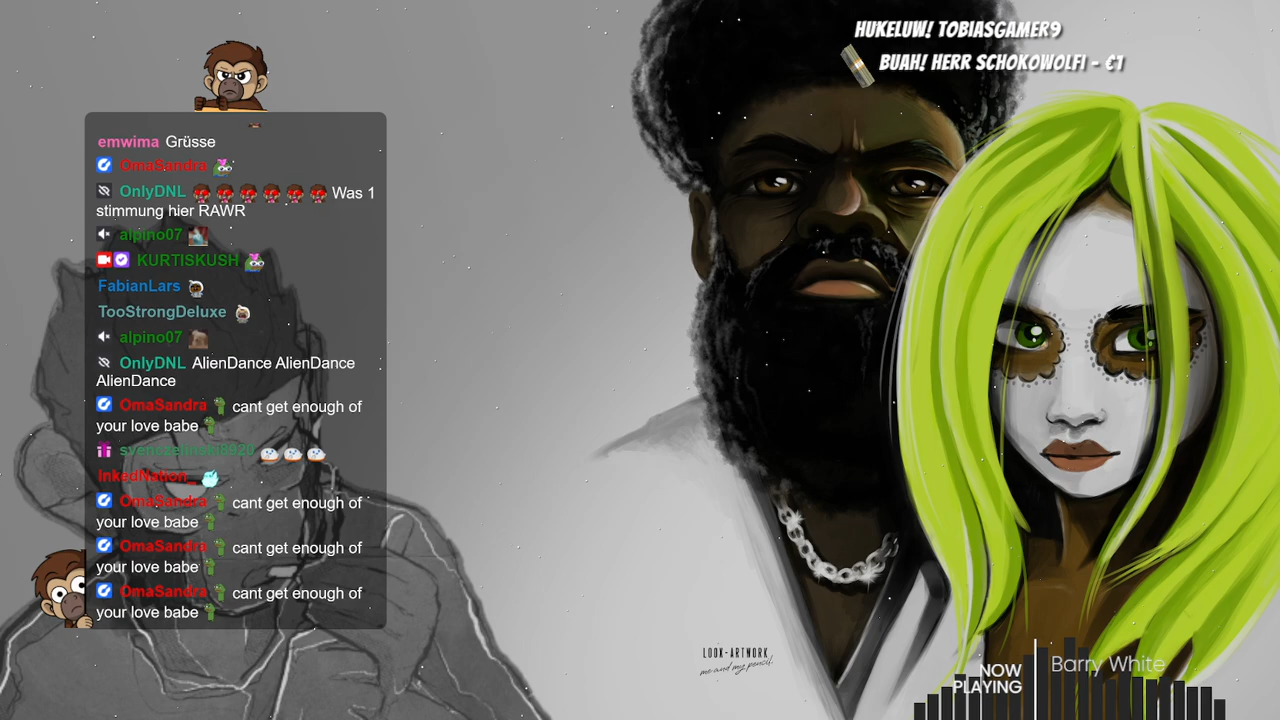 HUKELUW! TOBIASGAMER9
BUAH! HERR SCHOKOWOLFI - €1
emwima Grüsse
OmaSandra
OnlyDNL Was 1
stimmung hier RAWR
alpino07
KURTISKUSH
FabianLars
TooStrongDeluxe
alpino07
OnlyDNL AlienDance AlienDance
AlienDance
OmaSandra cant get enough of
your love babe
svenczelinski8920
InkedNation_
OmaSandra cant get enough of
your love babe
OmaSandra cant get enough of
your love babe
OmaSandra cant get enough of
your love babe
LOOK-ARTWORK
me and my pencil
NOW
PLAYING
Barry White